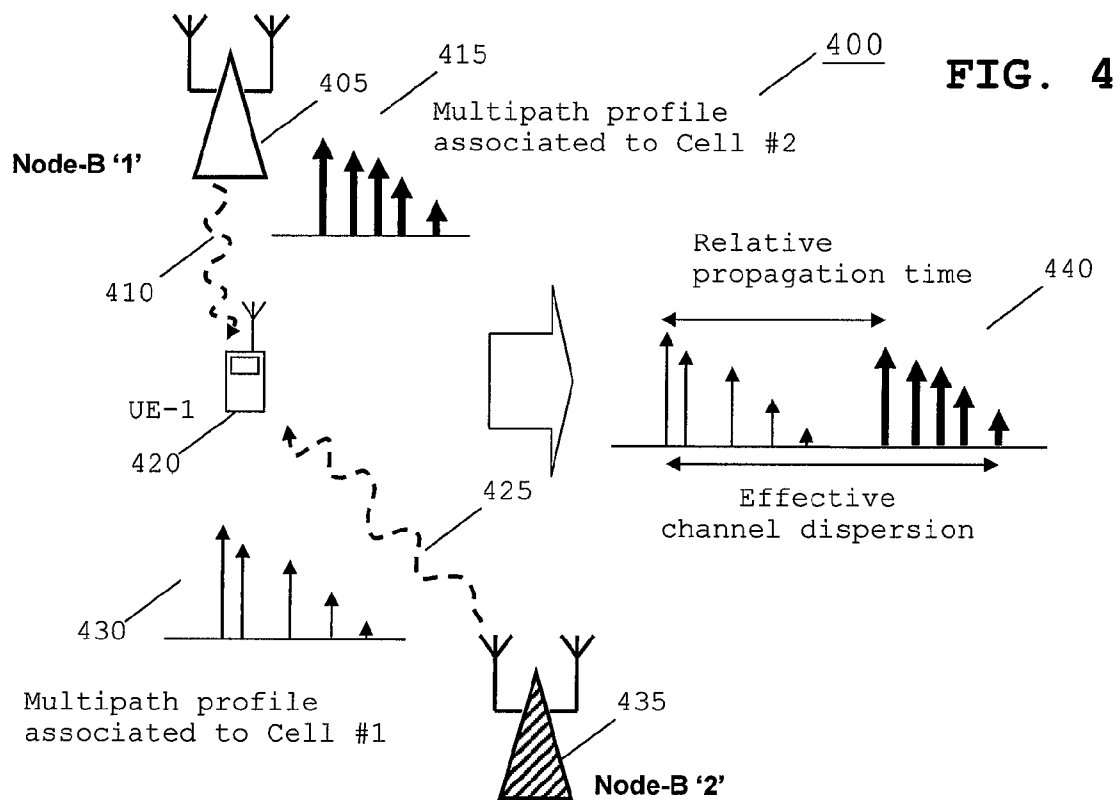 400
FIG. 4
415
405
Multipath profile
associated to Cell #2
Node-B '1'
410
Relative
propagation time
440
UE-1
420
425
Effective
channel dispersion
430
Multipath profile
associated to Cell #1
435
Node-B '2'